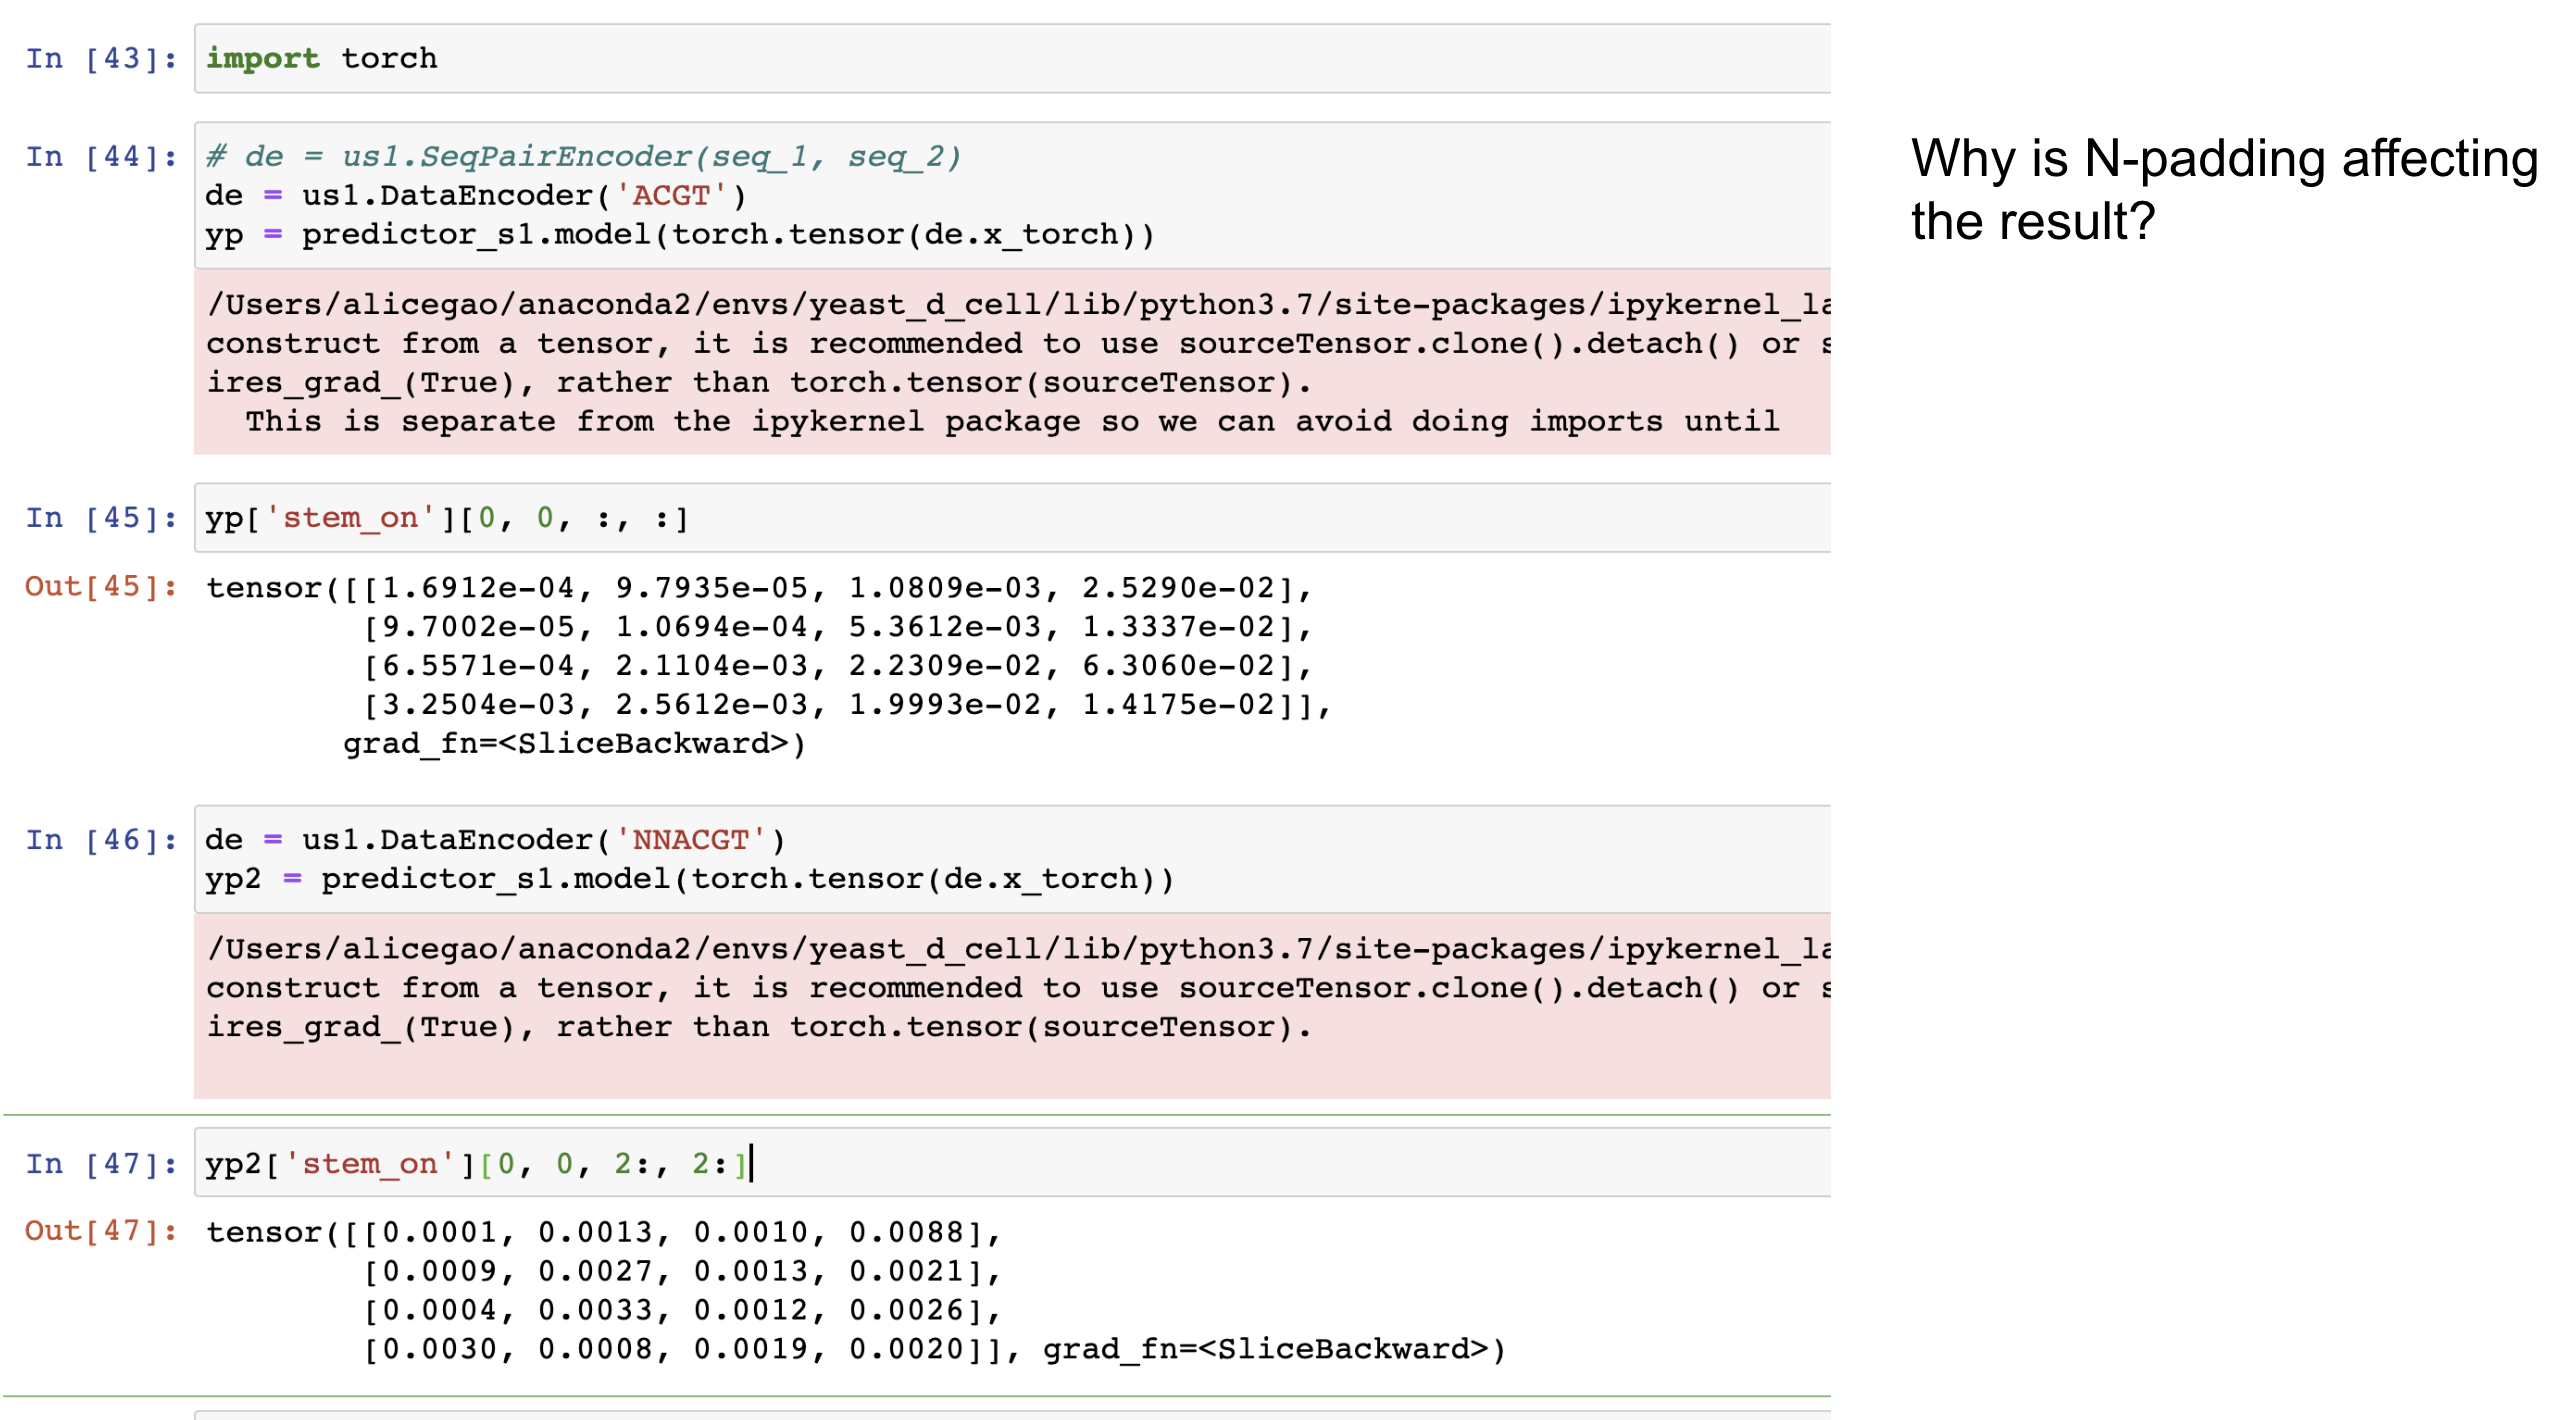 In [43]: import torch
In [44]: # de = us1.SeqPairEncoder(seq_1, seq_2)
de = us1.DataEncoder('ACGT')
yp = predictor_s1.model(torch.tensor(de.x_torch))
/Users/alicegao/anaconda2/envs/yeast_d_cell/lib/python3.7/site-packages/ipykernel_la
construct from a tensor, it is recommended to use sourceTensor.clone().detach() or s
ires_grad_(True), rather than torch.tensor(sourceTensor).
This is separate from the ipykernel package so we can avoid doing imports until
In [45]: yp['stem_on'][0, 0, :, :]
Out[45]: tensor([[1.6912e-04, 9.7935e-05, 1.0809e-03, 2.5290e-02],
[9.7002e-05, 1.0694e-04, 5.3612e-03, 1.3337e-02],
[6.5571e-04, 2.1104e-03, 2.2309e-02, 6.3060e-02],
[3.2504e-03, 2.5612e-03, 1.9993e-02, 1.4175e-02]],
grad_fn=<SliceBackward>)
In [46]: de = us1.DataEncoder('NNACGT')
yp2 = predictor_s1.model(torch.tensor(de.x_torch))
/Users/alicegao/anaconda2/envs/yeast_d_cell/lib/python3.7/site-packages/ipykernel_la
construct from a tensor, it is recommended to use sourceTensor.clone().detach() or s
ires_grad_(True), rather than torch.tensor(sourceTensor).
In [47]: yp2['stem_on'][0, 0, 2:, 2:]
Out[47]: tensor([[0.0001, 0.0013, 0.0010, 0.0088],
[0.0009, 0.0027, 0.0013, 0.0021],
[0.0004, 0.0033, 0.0012, 0.0026],
[0.0030, 0.0008, 0.0019, 0.0020]], grad_fn=<SliceBackward>)
Why is N-padding affecting
the result?